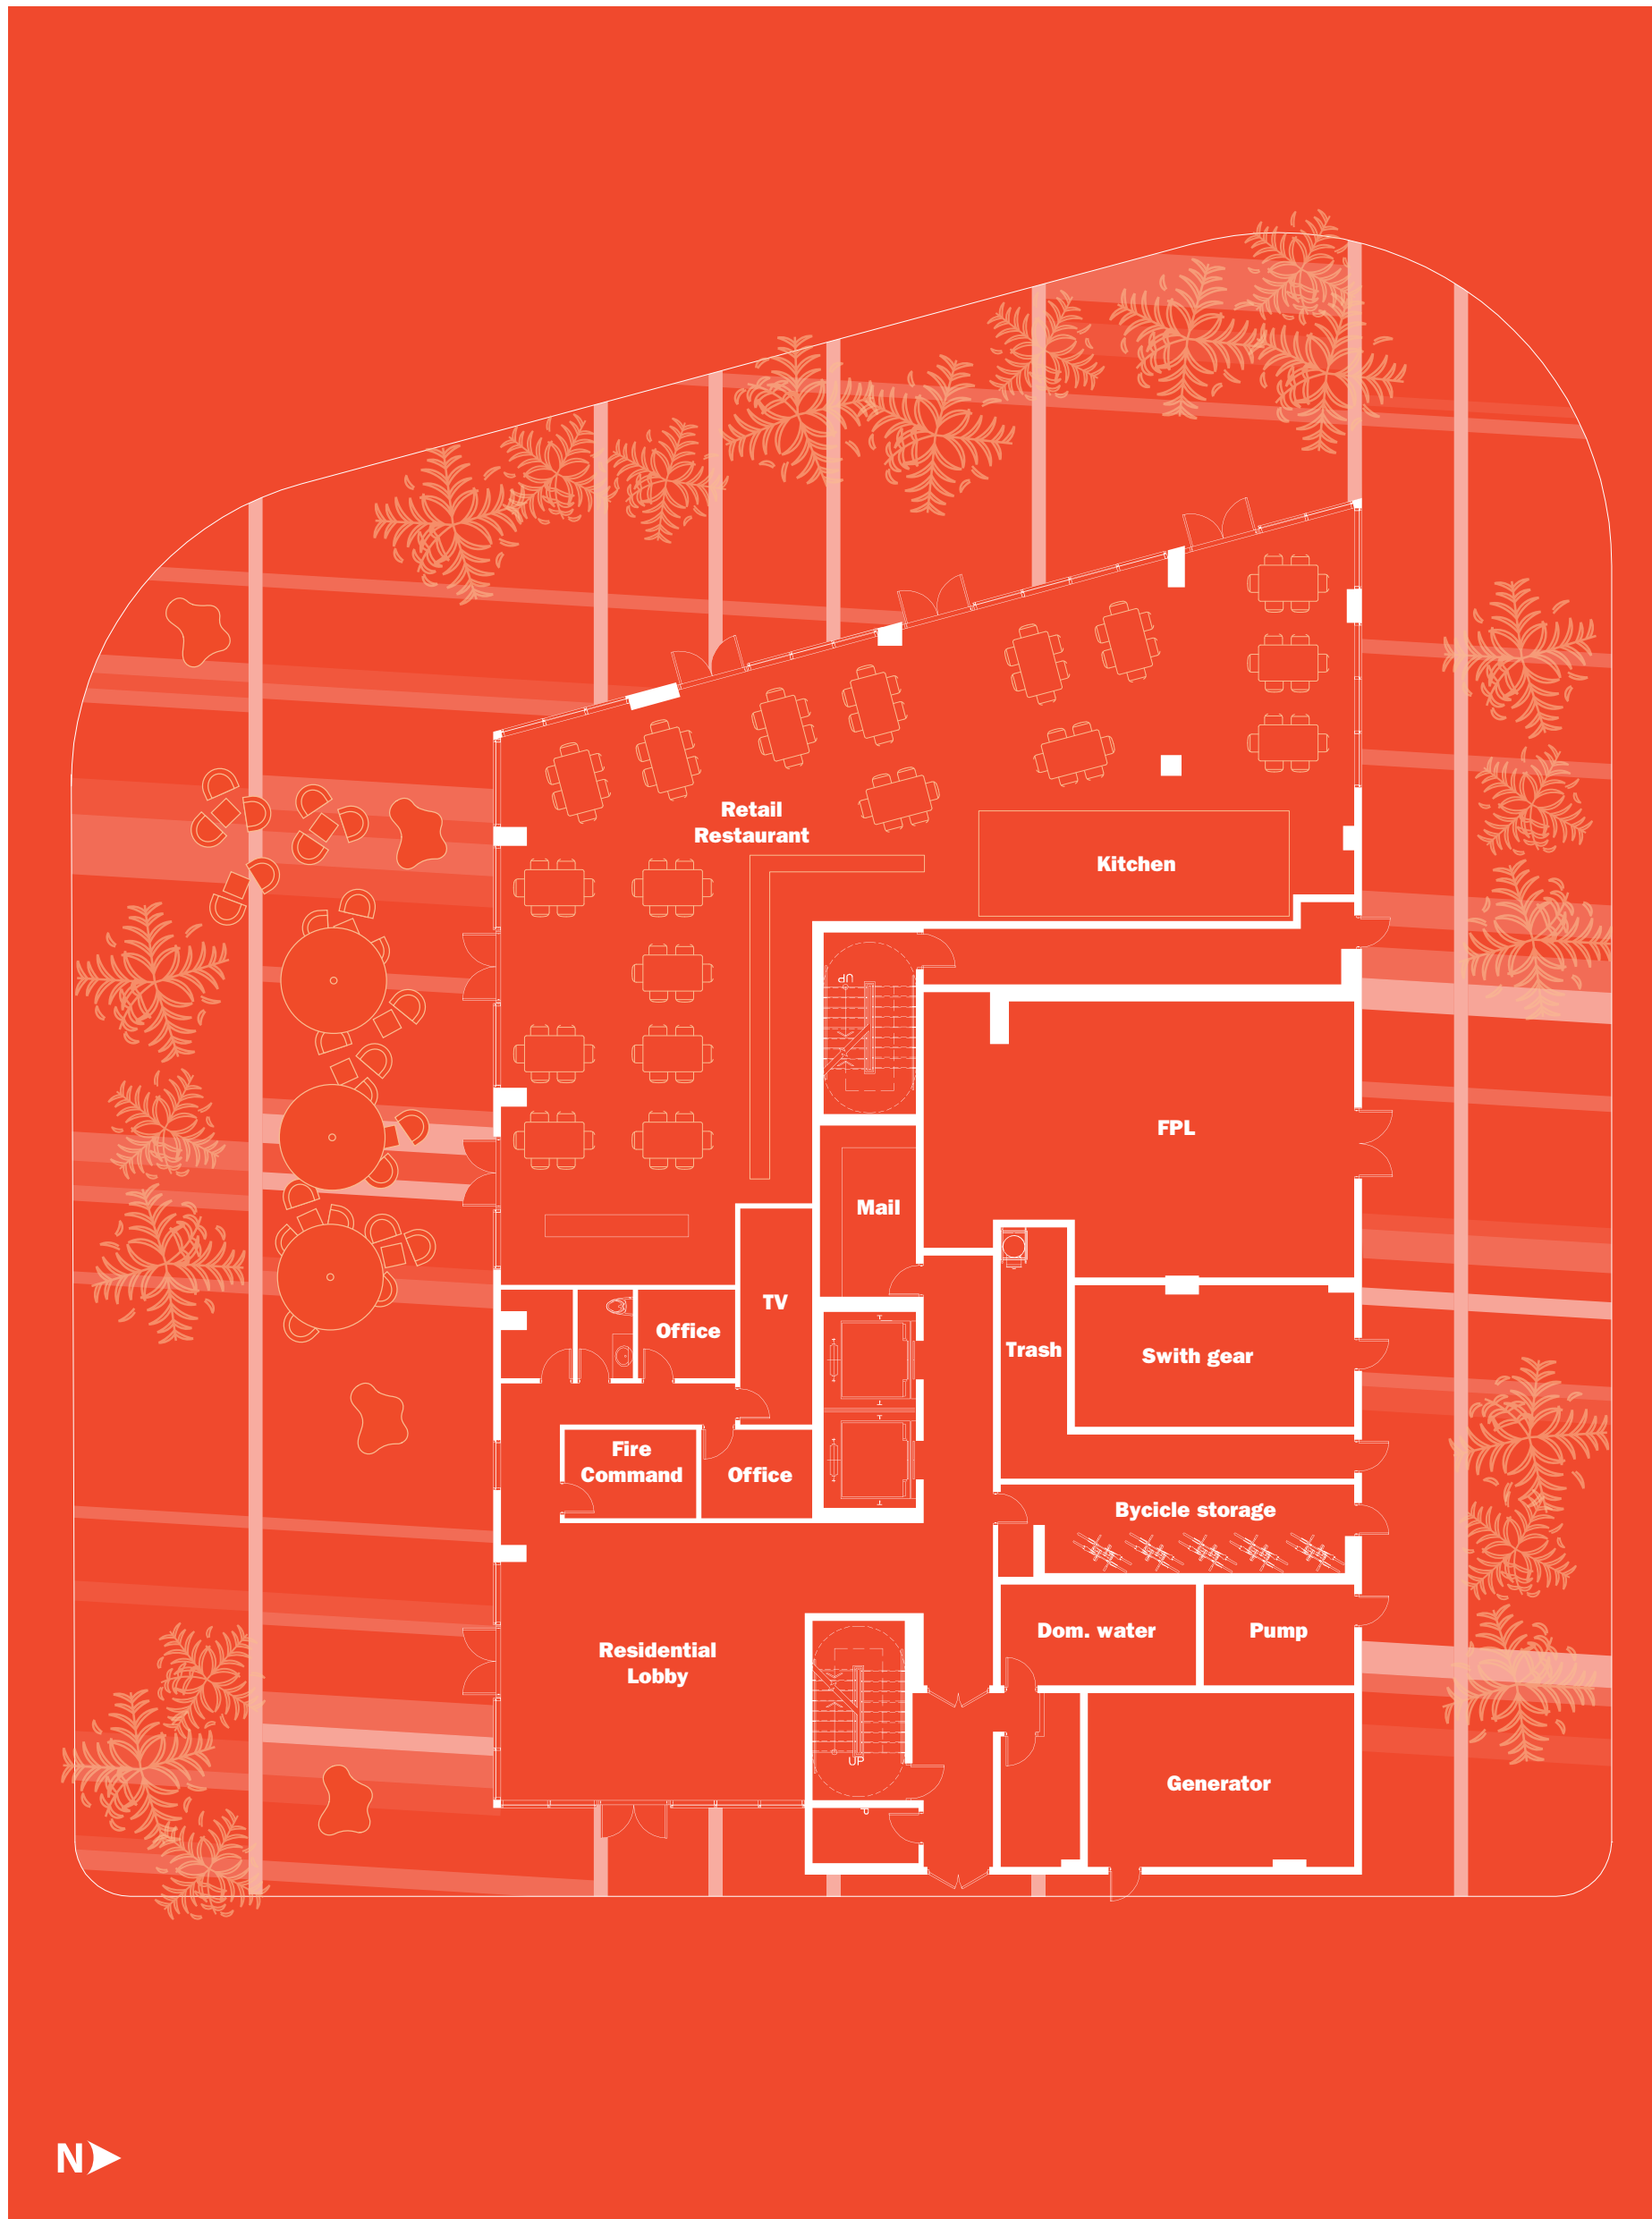 Retail
Restaurant
Kitchen
UP
FPL
Mail
TV
Office
Trash
Swith gear
Fire
Command
Office
Bycicle storage
Residential
Lobby
Dom. water
Pump
UP
Generator
N